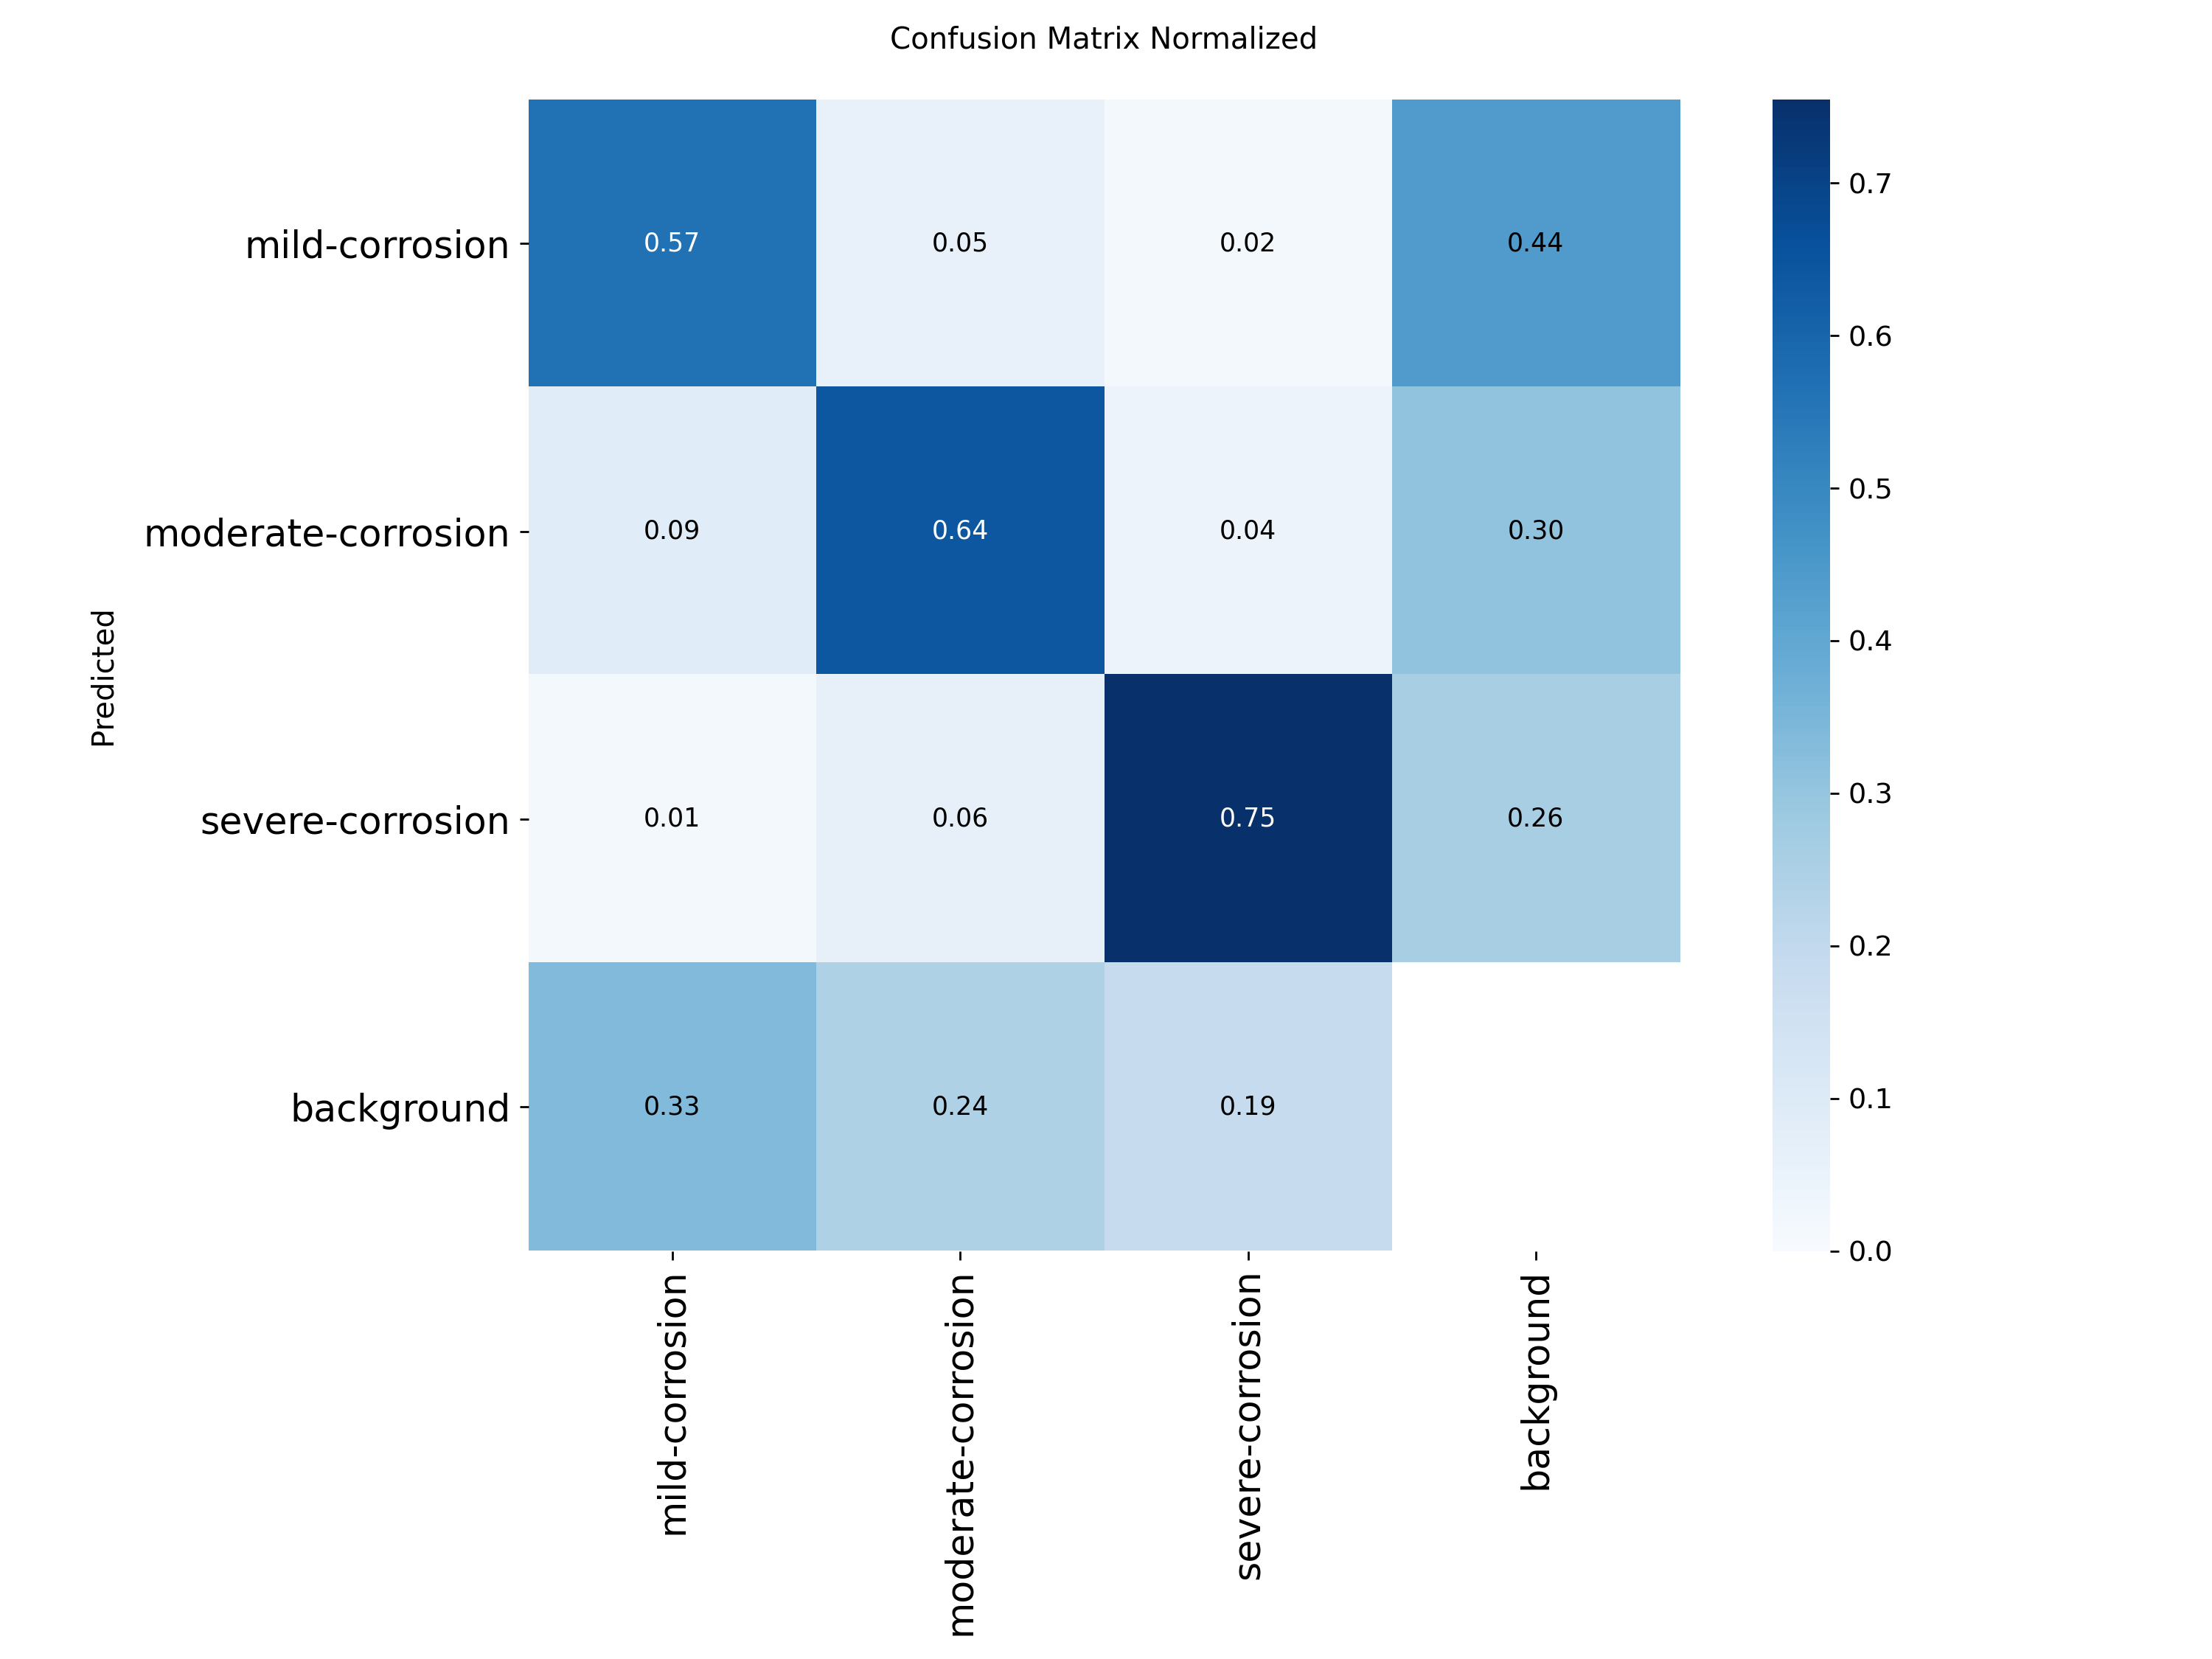 Confusion Matrix Normalized
mild-corrosion
0.57
0.05
0.02
0.44
moderate-corrosion
0.09
0.64
0.04
0.30
severe-corrosion
0.01
0.06
0.75
0.26
background
0.33
0.24
0.19
Predicted
mild-corrosion
moderate-corrosion
severe-corrosion
background
0.7
0.6
0.5
0.4
0.3
0.2
0.1
0.0